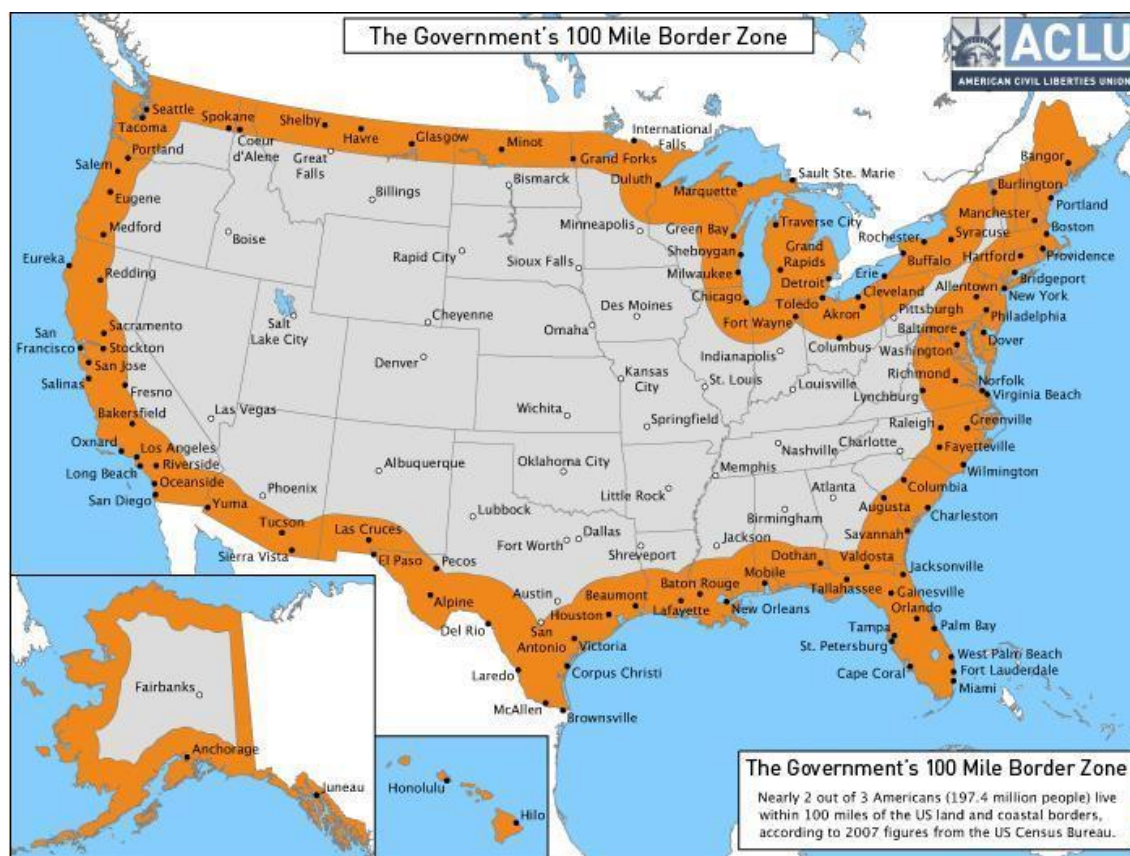 The Government's 100 Mile Border Zone
ACLU
AMERICAN CIVIL LIBERTIES UNION
Seattle
Tacoma
Spokane
Coeur
d'Alene
Shelby
Havre
Great
Falls
Glasgow
Minot
Grand Forks
International
Falls
Duluth
Marquette
Sault Ste. Marie
Bangor
Burlington
Portland
Manchester
Boston
Rochester
Syracuse
Buffalo
Hartford
Providence
Bridgeport
Erie
Allentown
New York
Cleveland
Pittsburgh
Philadelphia
Portland
Salem
Eugene
Medford
Boise
Billings
Bismarck
Rapid City
Minneapolis
Sioux Falls
Green Bay
Sheboygan
Milwaukee
Chicago
Traverse City
Grand
Rapids
Detroit
Toledo
Fort Wayne
Akron
Columbus
Baltimore
Washington
Dover
Eureka
Redding
Sacramento
San
Francisco
Stockton
San Jose
Salinas
Fresno
Bakersfield
Oxnard
Los Angeles
Long Beach
Riverside
Oceanside
San Diego
Las Vegas
Salt
Lake City
Cheyenne
Denver
Omaha
Des Moines
Kansas
City
St. Louis
Indianapolis
Louisville
Richmond
Lynchburg
Norfolk
Virginia Beach
Wichita
Springfield
Raleigh
Greenville
Charlotte
Fayetteville
Wilmington
Nashville
Memphis
Albuquerque
Oklahoma
City
Little Rock
Phoenix
Yuma
Tucson
Sierra Vista
Las Cruces
El Paso
Lubbock
Pecos
Fort Worth
Dallas
Shreveport
Jackson
Birmingham
Atlanta
Columbia
Augusta
Charleston
Savannah
Alpine
Del Rio
Austin
San
Antonio
Houston
Beaumont
Victoria
Laredo
Corpus Christi
McAllen
Brownsville
Lafayette
Baton Rouge
New Orleans
Mobile
Dothan
Valdosta
Tallahassee
Jacksonville
Gainesville
Orlando
Palm Bay
Tampa
St. Petersburg
Cape Coral
West Palm Beach
Fort Lauderdale
Miami
Fairbanks
Anchorage
Juneau
Honolulu
Hilo
The Government's 100 Mile Border Zone
Nearly 2 out of 3 Americans (197.4 million people) live
within 100 miles of the US land and coastal borders,
according to 2007 figures from the US Census Bureau.